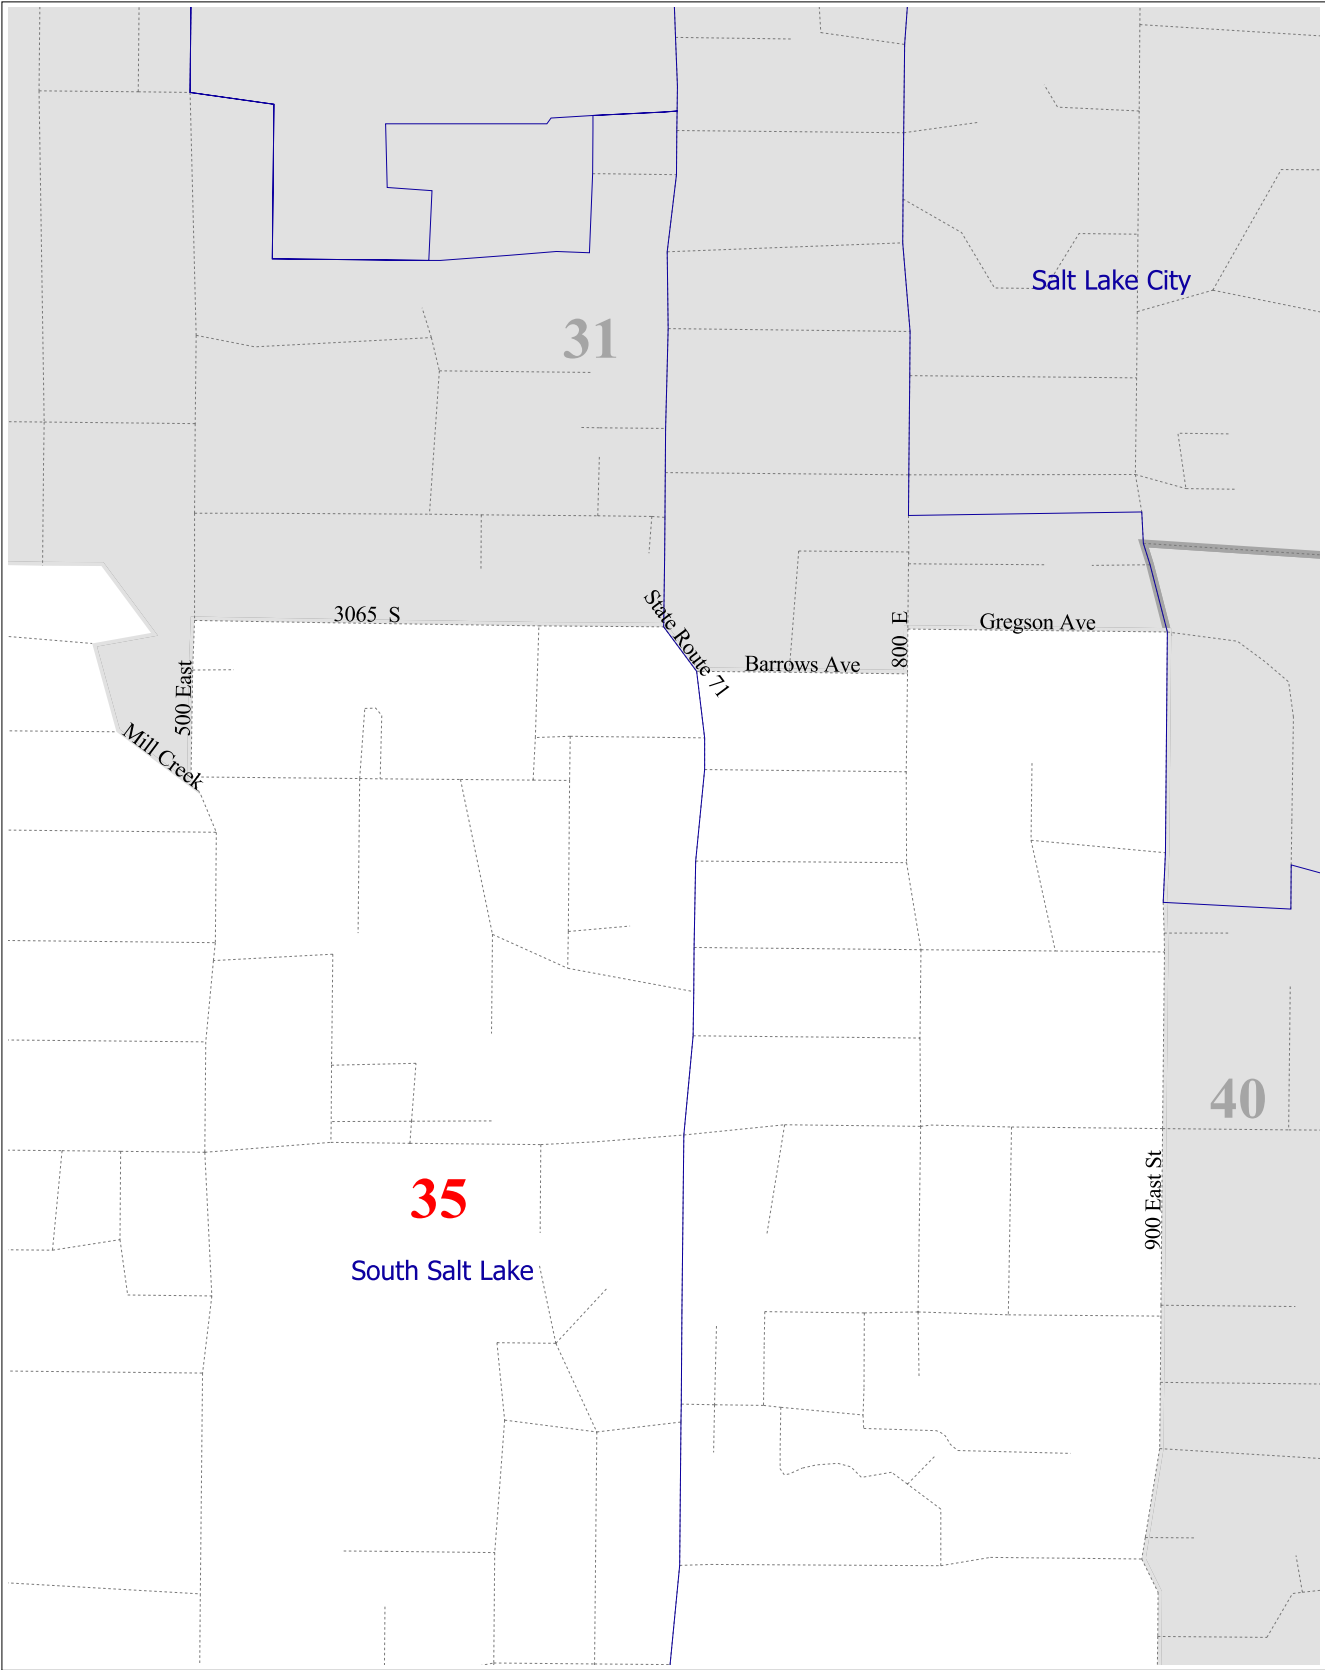 Salt Lake City
31
3065 S
State Route 71
800 E
Gregson Ave
Barrows Ave
500 East
Mill Creek
40
900 East St
35
South Salt Lake